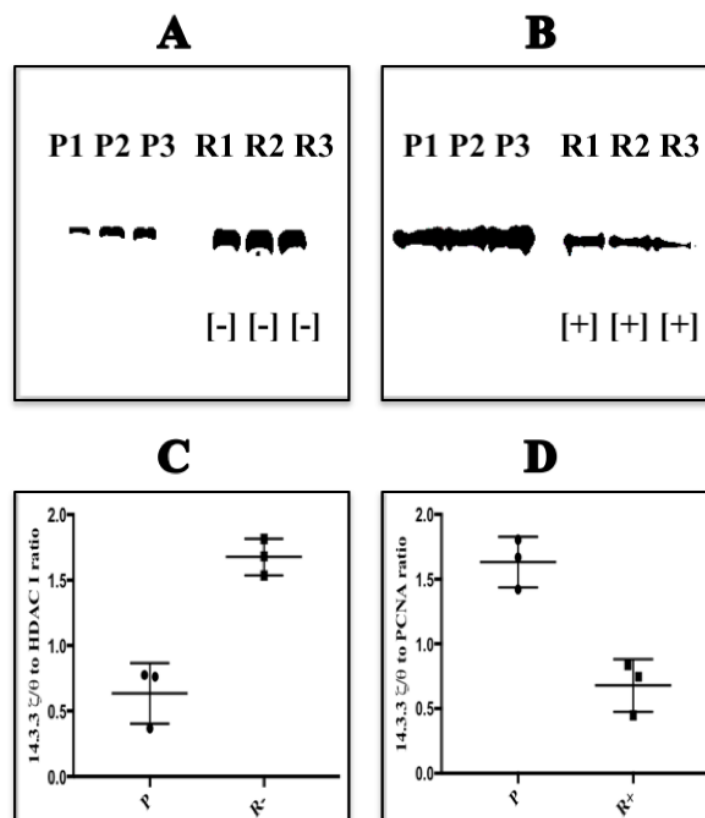 A
P1 P2 P3 R1 R2 R3
[-] [-] [-]
B
P1 P2 P3 R1 R2 R3
[+] [+] [+]
C
14.3.3 ζ/θ to HDAC I ratio
2.0
1.5
1.0
0.5
0.0
P
R-
D
14.3.3 ζ/θ to PCNA ratio
2.0
1.5
1.0
0.5
0.0
P
R+